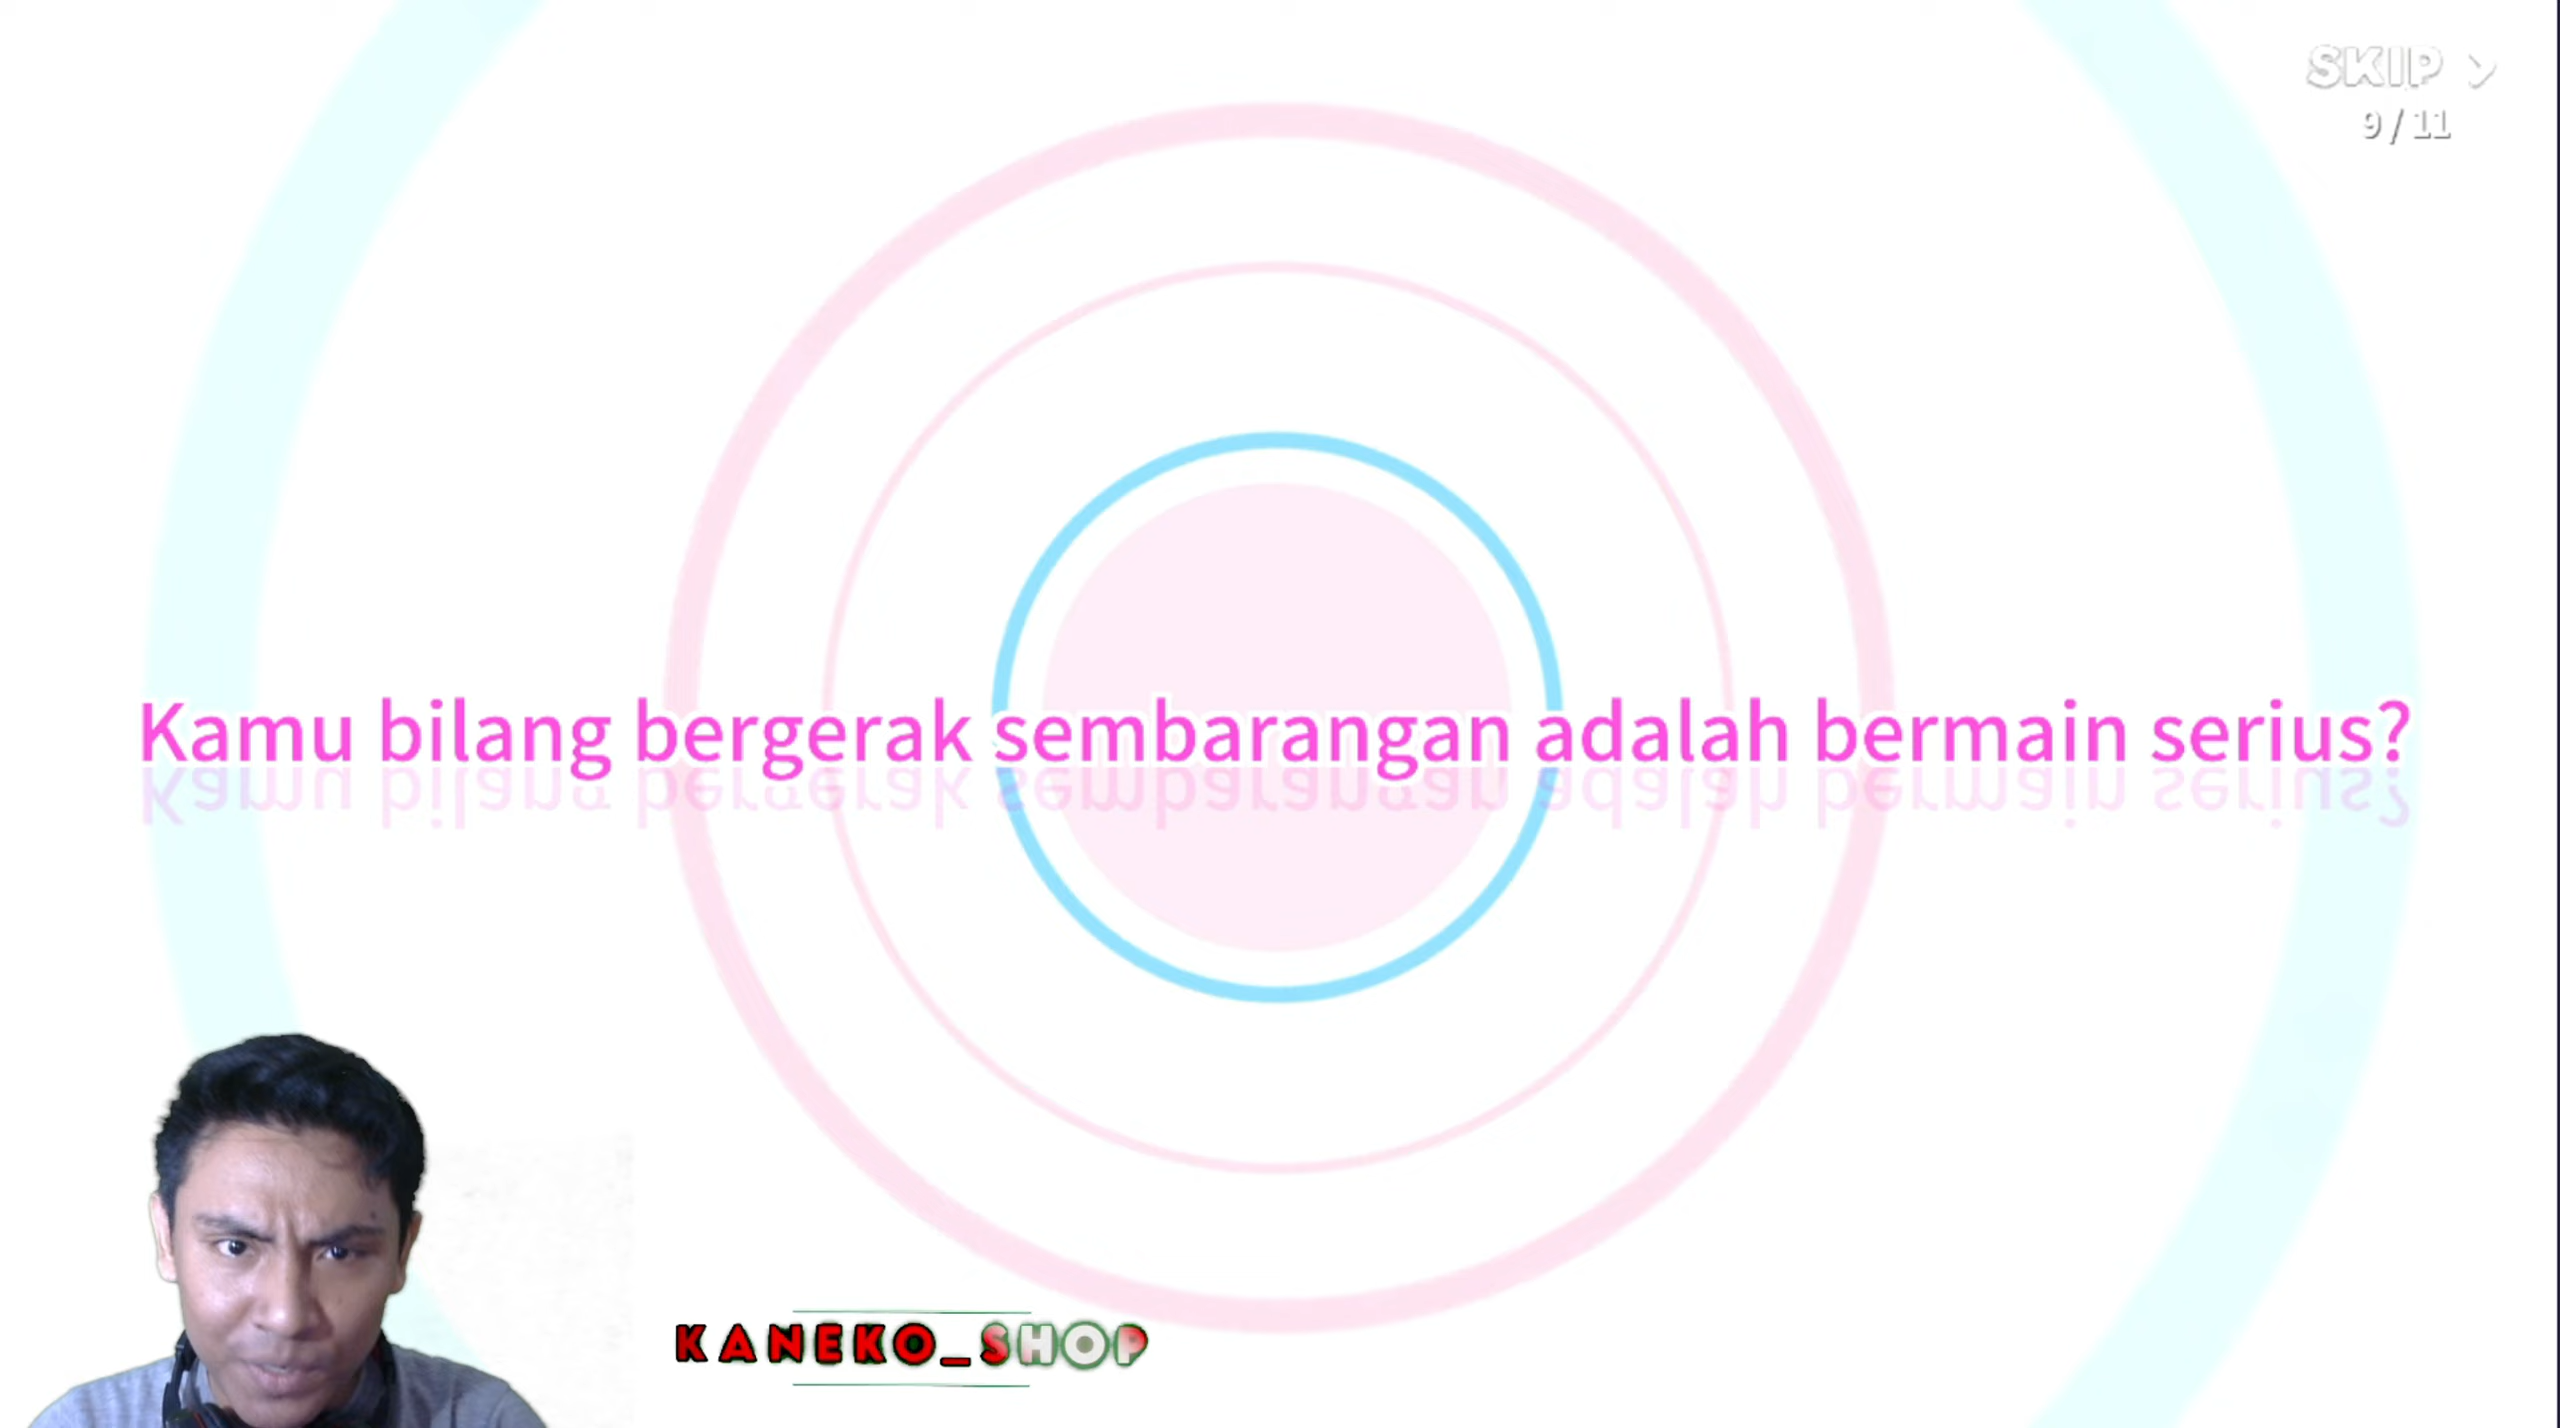 SKIP >
9 / 11
Kamu bilang bergerak sembarangan adalah bermain serius?
KANEKO_SHOP